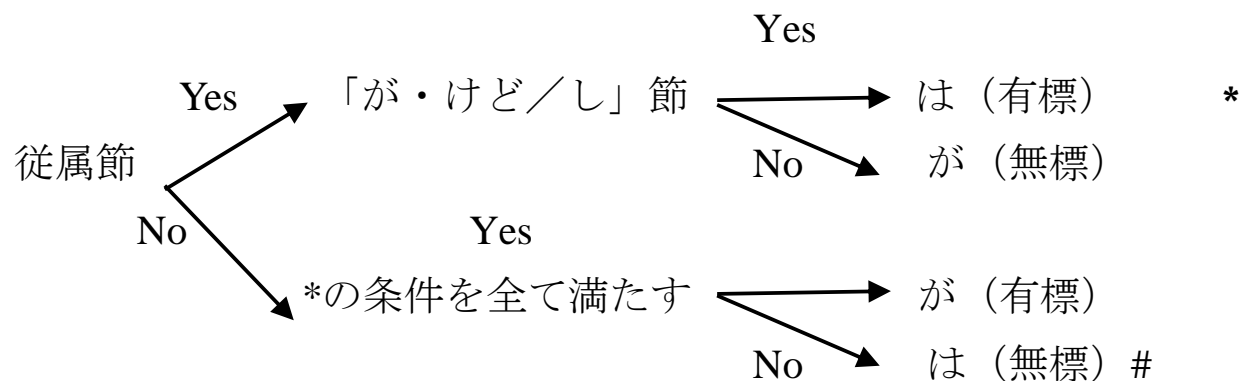 Yes
Yes 「が・けど／し」節 は（有標） *
従属節 No が（無標）
No Yes
*の条件を全て満たす が（有標）
No は（無標）#